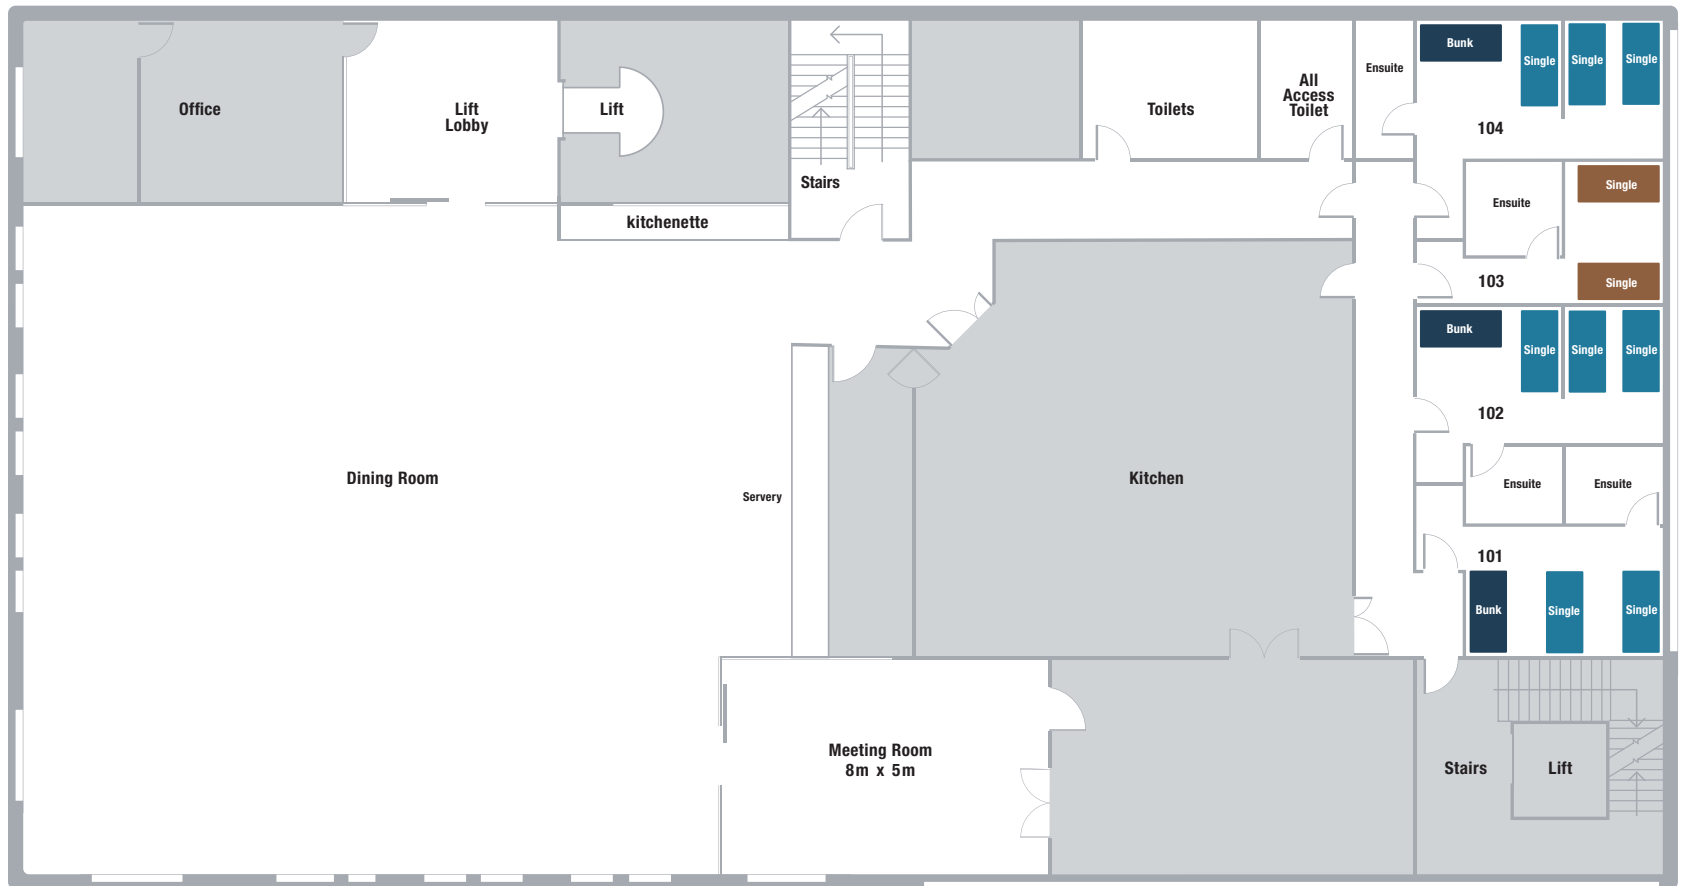 Office
Lift
Lobby
Lift
Stairs
kitchenette
Toilets
All
Access
Toilet
Ensuite
Bunk
Single
Single
Single
104
Ensuite
Single
103
Single
Bunk
Single
Single
Single
102
Ensuite
Ensuite
101
Bunk
Single
Single
Dining Room
Servery
Kitchen
Meeting Room
8m x 5m
Stairs
Lift